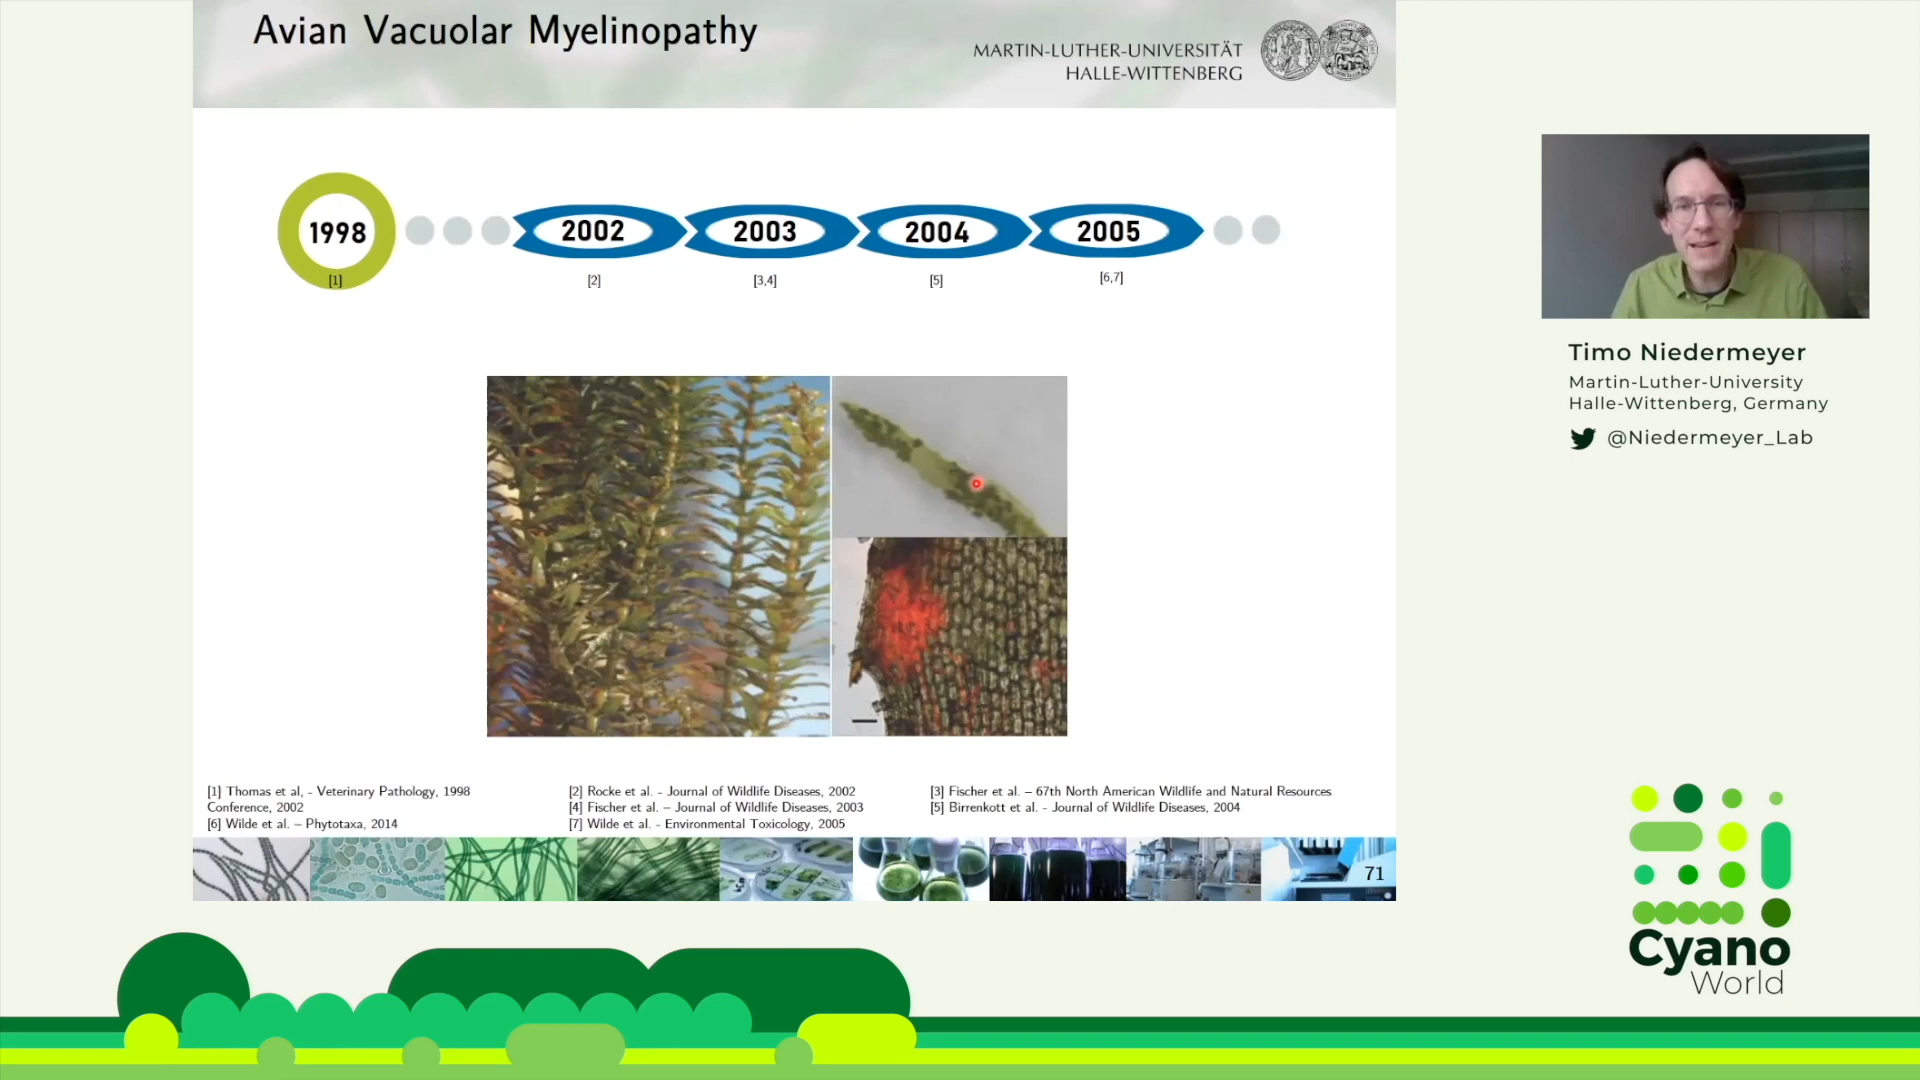 Avian Vacuolar Myelinopathy
MARTIN-LUTHER-UNIVERSITÄT
HALLE-WITTENBERG
1998
2002
2003
2004
2005
[1]
[2]
[3,4]
[5]
[6,7]
[1] Thomas et al, - Veterinary Pathology, 1998
[2] Rocke et al. - Journal of Wildlife Diseases, 2002
[3] Fischer et al. – 67th North American Wildlife and Natural Resources
Conference, 2002
[4] Fischer et al. – Journal of Wildlife Diseases, 2003
[5] Birrenkott et al. - Journal of Wildlife Diseases, 2004
[6] Wilde et al. – Phytotaxa, 2014
[7] Wilde et al. - Environmental Toxicology, 2005
71
Timo Niedermeyer
Martin-Luther-University
Halle-Wittenberg, Germany
@Niedermeyer_Lab
Cyano
World